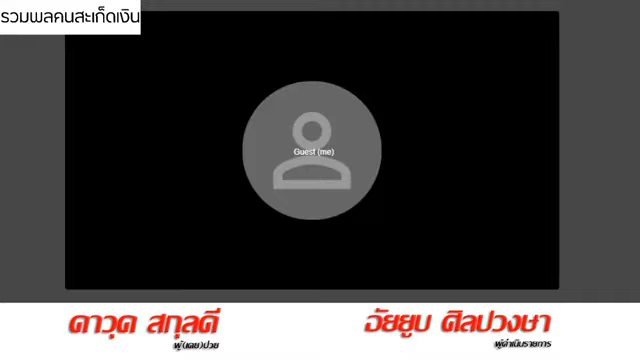 รวมพลคนสะเก็ดเงิน
Guest (me)
ดาวุค สกุลดี
ผู้(เคย)ป่วย
อัยยูบ ศิลปวงษา
ผู้ดำเนินรายการ